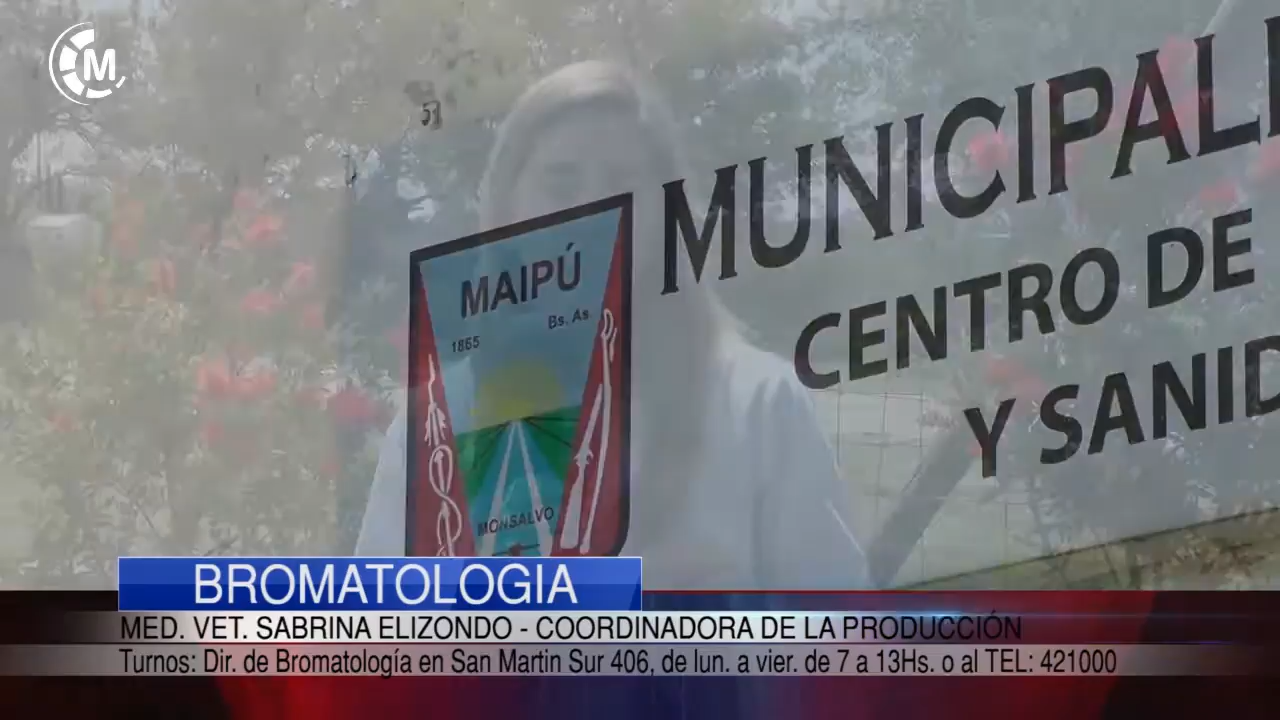 M
MUNICIPAL
CENTRO DE
Y SANID
MAIPÚ
1865
Bs. As.
MONSALVO
BROMATOLOGIA
MED. VET. SABRINA ELIZONDO - COORDINADORA DE LA PRODUCCIÓN
Turnos: Dir. de Bromatología en San Martin Sur 406, de lun. a vier. de 7 a 13Hs. o al TEL: 421000